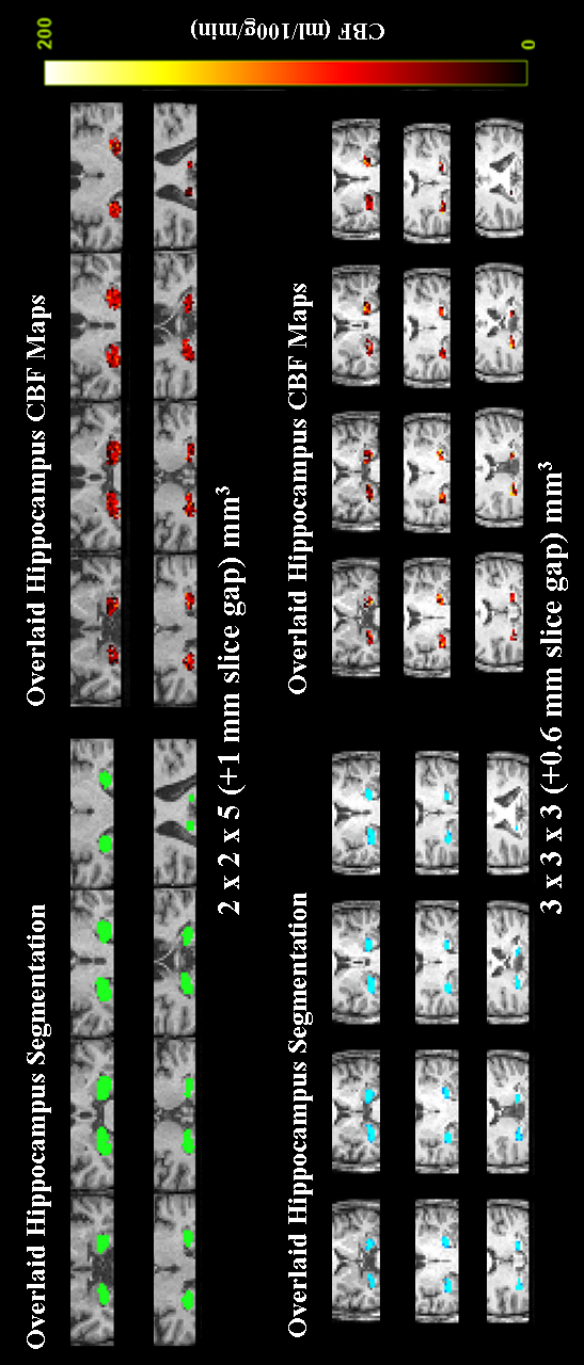 Overlaid Hippocampus Segmentation
Overlaid Hippocampus CBF Maps
2 x 2 x 5 (+1 mm slice gap) mm³
Overlaid Hippocampus Segmentation
Overlaid Hippocampus CBF Maps
3 x 3 x 3 (+0.6 mm slice gap) mm³
200
CBF (ml/100g/min)
0